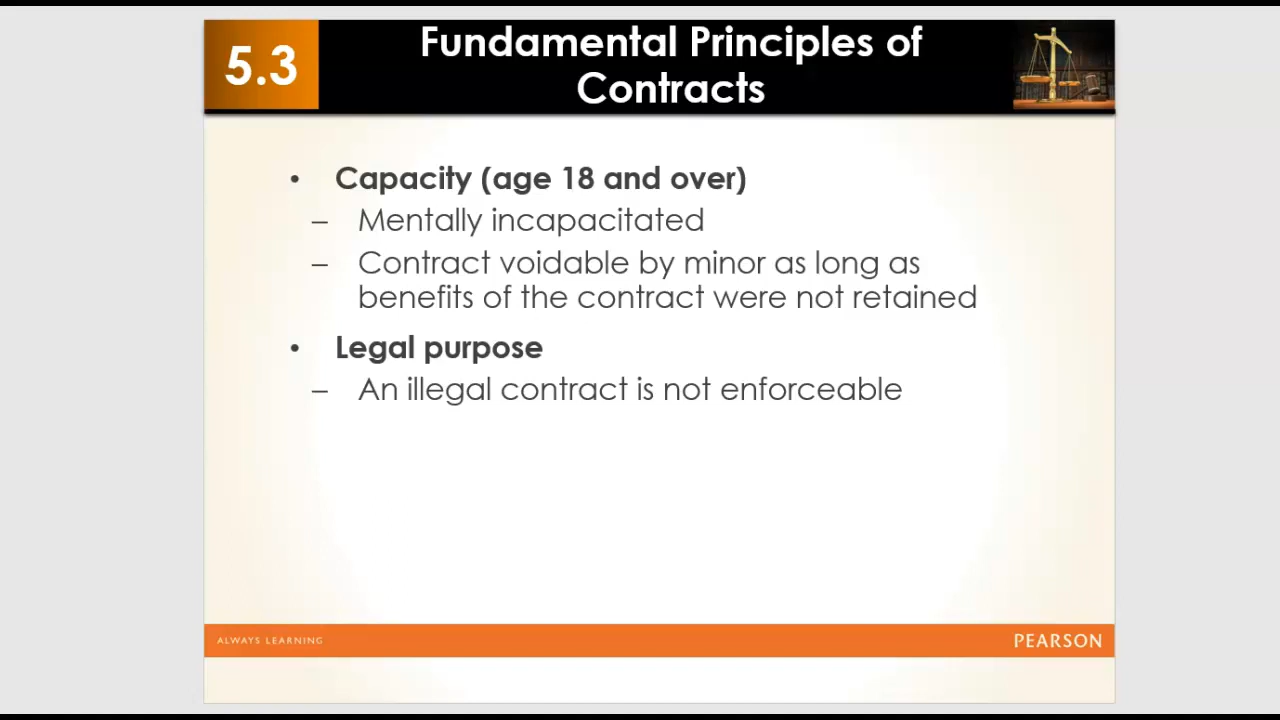 5.3
Fundamental Principles of
Contracts
• Capacity (age 18 and over)
– Mentally incapacitated
– Contract voidable by minor as long as
benefits of the contract were not retained
• Legal purpose
– An illegal contract is not enforceable
ALWAYS LEARNING
PEARSON